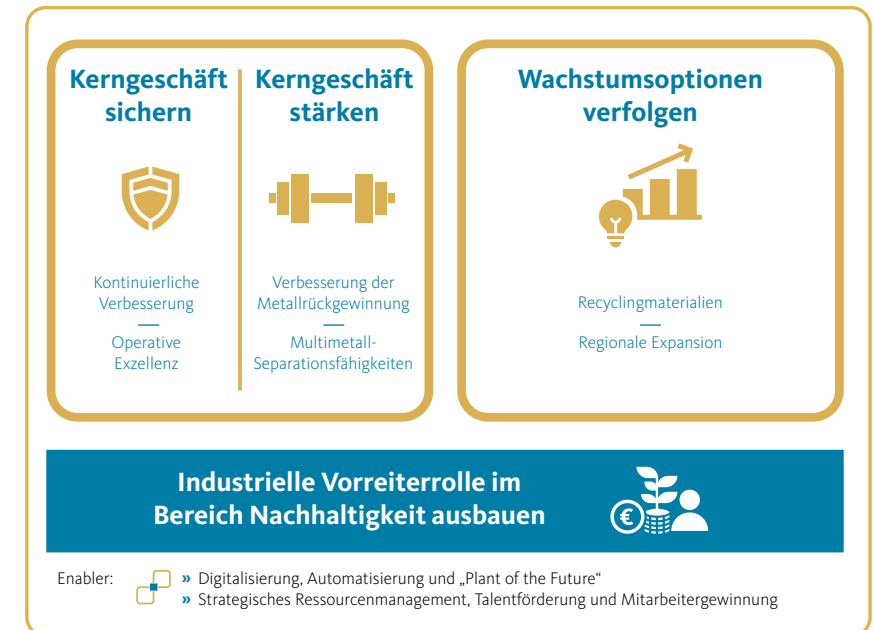 Kerngeschäft
sichern
Kontinuierliche
Verbesserung
Operative
Exzellenz
Kerngeschäft
stärken
Verbesserung der
Metallrückgewinnung
Multimetall-
Separationsfähigkeiten
Wachstumsoptionen
verfolgen
Recyclingmaterialien
Regionale Expansion
Industrielle Vorreiterrolle im
Bereich Nachhaltigkeit ausbauen
€
Enabler:
» Digitalisierung, Automatisierung und „Plant of the Future“
» Strategisches Ressourcenmanagement, Talentförderung und Mitarbeitergewinnung